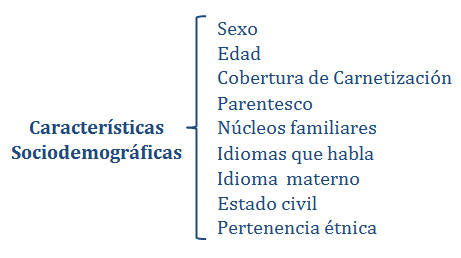 Características
Sociodemográficas
Sexo
Edad
Cobertura de Carnetización
Parentesco
Núcleos familiares
Idiomas que habla
Idioma materno
Estado civil
Pertenencia étnica